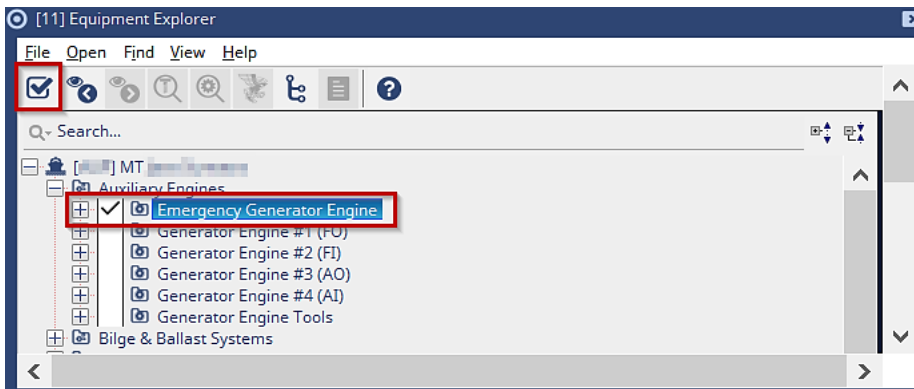 [11] Equipment Explorer
File Open Find View Help
Search...
MT
Auxiliary Engines
Emergency Generator Engine
Generator Engine #1 (FO)
Generator Engine #2 (FI)
Generator Engine #3 (AO)
Generator Engine #4 (AI)
Generator Engine Tools
Bilge & Ballast Systems